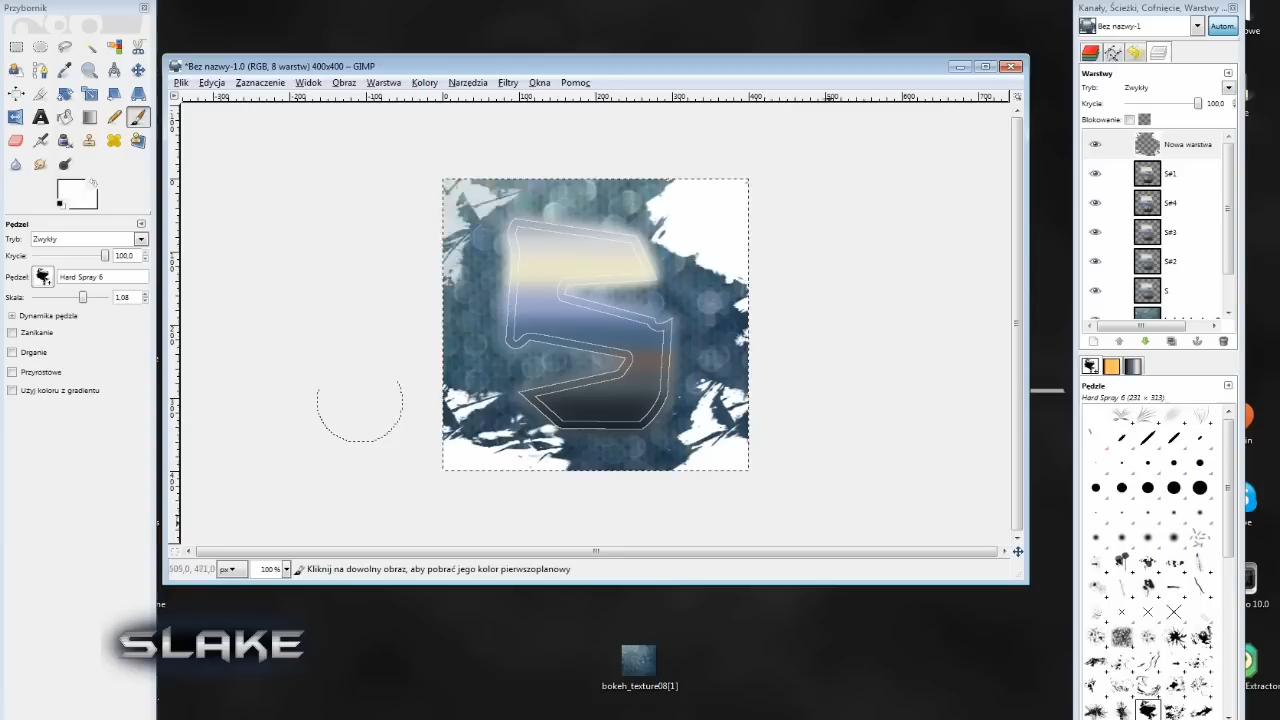 Przybornik
Kanały, Ścieżki, Cofnięcie, Warstwy ...
Bez nazwy-1
Autom.
*Bez nazwy-1.0 (RGB, 8 warstw) 400x400 – GIMP
Plik Edycja Zaznaczenie Widok Obraz Warstwa Kolory Narzędzia Filtry Okna Pomoc
Warstwy
Tryb: Zwykły
Krycie: 100,0
Blokowanie:
Nowa warstwa
S#1
S#4
S#3
S#2
S
Pędzel
Tryb: Zwykły
Krycie: 100,0
Pędzel: Hard Spray 6
Skala: 1,08
Dynamika pędzla
Zanikanie
Drganie
Przyrostowe
Użyj koloru z gradientu
Pędzle
Hard Spray 6 (231 × 313)
px 100 % Kliknij na dowolny obraz, aby pobrać jego kolor pierwszoplanowy
SLAKE
bokeh_texture08[1]
o 10.0
Extractor